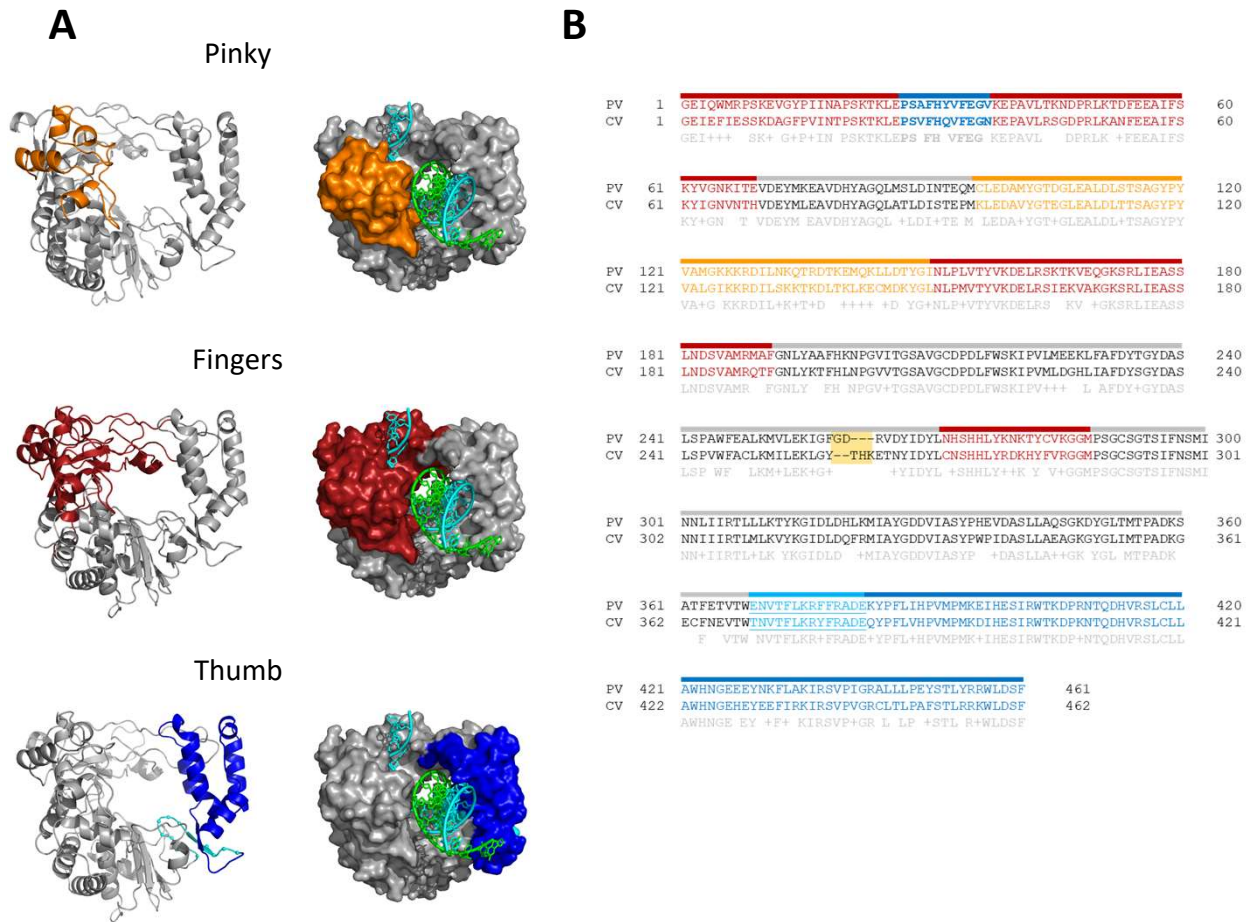 A
B
Pinky
Fingers
Thumb
PV 1 GEIQWMRPSKEVGYPIINAPSKTKLEPSAFHYVFEGVKEPAVLTKNDPRLKTDFEEAIFS 60
CV 1 GEIEFIESSKDAGFPVINTPSKTKLEPSVFHQVFEGNKEPAVLRSGDPRLKANFEEAIFS 60
GEI+++  SK+ G+P+IN PSKTKLEPS FH VFEG KEPAVL   DPRLK +FEEAIFS
PV 61 KYVGNKITEVDEYMKEAVDHYAGQLMSLDINTEQMCLEDAMYGTDGLEALDLSTSAGYPY 120
CV 61 KYIGNVNTHVDEYMLEAVDHYAGQLATLDISTEPMKLEDAVYGTEGLEALDLTTSAGYPY 120
KY+GN  T VDEYM EAVDHYAGQL +LDI+TE M LEDA+YGT+GLEALDL+TSAGYPY
PV 121 VAMGKKKRDILNKQTRDTKEMQKLLDTYGINLPLVTYVKDELRSKTKVEQGKSRLIEASS 180
CV 121 VALGIKKRDILSKKTKDLTKLKECMDKYGLNLPMVTYVKDELRSIEKVAKGKSRLIEASS 180
VA+G KKRDIL+K+T+D  ++++ +D YG+NLP+VTYVKDELRS  KV +GKSRLIEASS
PV 181 LNDSVAMRMAFGNLYAAFHKNPGVITGSAVGCDPDLFWSKIPVLMEEKLFAFDYTGYDAS 240
CV 181 LNDSVAMRQTFGNLYKTFHLNPGVVTGSAVGCDPDLFWSKIPVMLDGHLIAFDYSGYDAS 240
LNDSVAMR  FGNLY  FH NPGV+TGSAVGCDPDLFWSKIPV+++  L AFDY+GYDAS
PV 241 LSPAWFEALKMVLEKIGFGD---RVDYIDYLNHSHHLYKNKTYCVKGGMPSGCSGTSIFNSMI 300
CV 241 LSPVWFACLKMLLEKLGY--THKETNYIDYLCNSHHLYRDKHYFVRGGMPSGCSGTSIFNSMI 301
LSP WF  LKM+LEK+G+       +YIDYL +SHHLY++K Y V+GGMPSGCSGTSIFNSMI
PV 301 NNLIIRTLLLKTYKGIDLDHLKMIAYGDDVIASYPHEVDASLLAQSGKDYGLTMTPADKS 360
CV 302 NNIIIRTLMLKVYKGIDLDQFRMIAYGDDVIASYPWPIDASLLAEAGKGYGLIMTPADKG 361
NN+IIRTL+LK YKGIDLD  +MIAYGDDVIASYP  +DASLLA++GK YGL MTPADK
PV 361 ATFETVTWENVTFLKRFFRADEKYPFLIHPVMPMKEIHESIRWTKDPRNTQDHVRSLCLL 420
CV 362 ECFNEVTWTNVTFLKRYFRADEQYPFLVHPVMPMKDIHESIRWTKDPKNTQDHVRSLCLL 421
F  VTW NVTFLKR+FRADE+YPFL+HPVMPMK+IHESIRWTKDP+NTQDHVRSLCLL
PV 421 AWHNGEEEYNKFLAKIRSVPIGRALLLPEYSTLYRRWLDSF 461
CV 422 AWHNGEHEYEEFIRKIRSVPVGRCLTLPAFSTLRRKWLDSF 462
AWHNGE EY +F+ KIRSVP+GR L LP +STL R+WLDSF